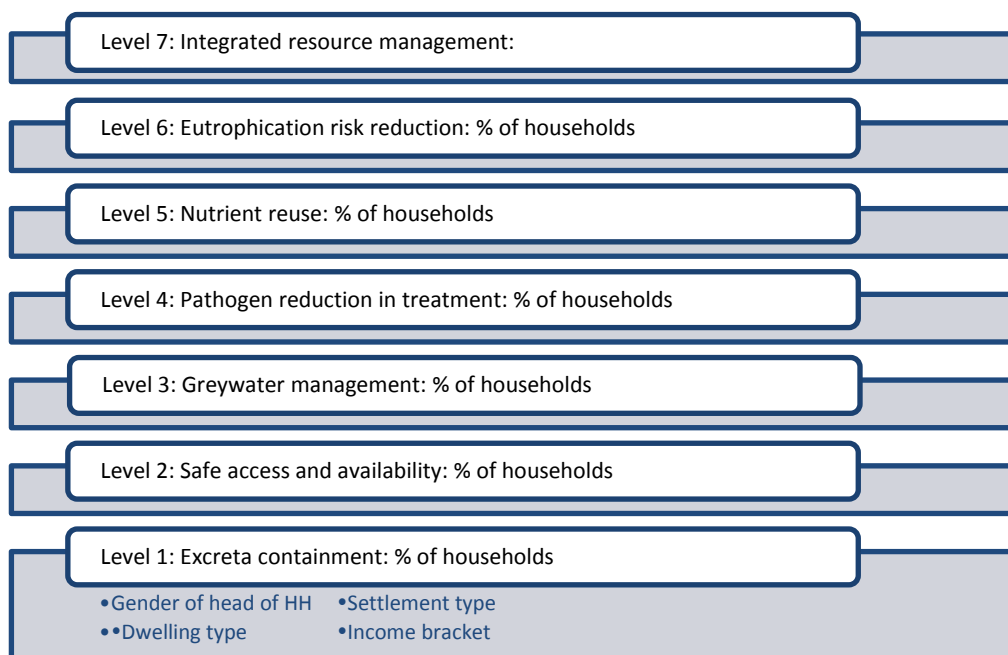 Level 7: Integrated resource management:
Level 6: Eutrophication risk reduction: % of households
Level 5: Nutrient reuse: % of households
Level 4: Pathogen reduction in treatment: % of households
Level 3: Greywater management: % of households
Level 2: Safe access and availability: % of households
Level 1: Excreta containment: % of households
•Gender of head of HH •Settlement type
••Dwelling type •Income bracket